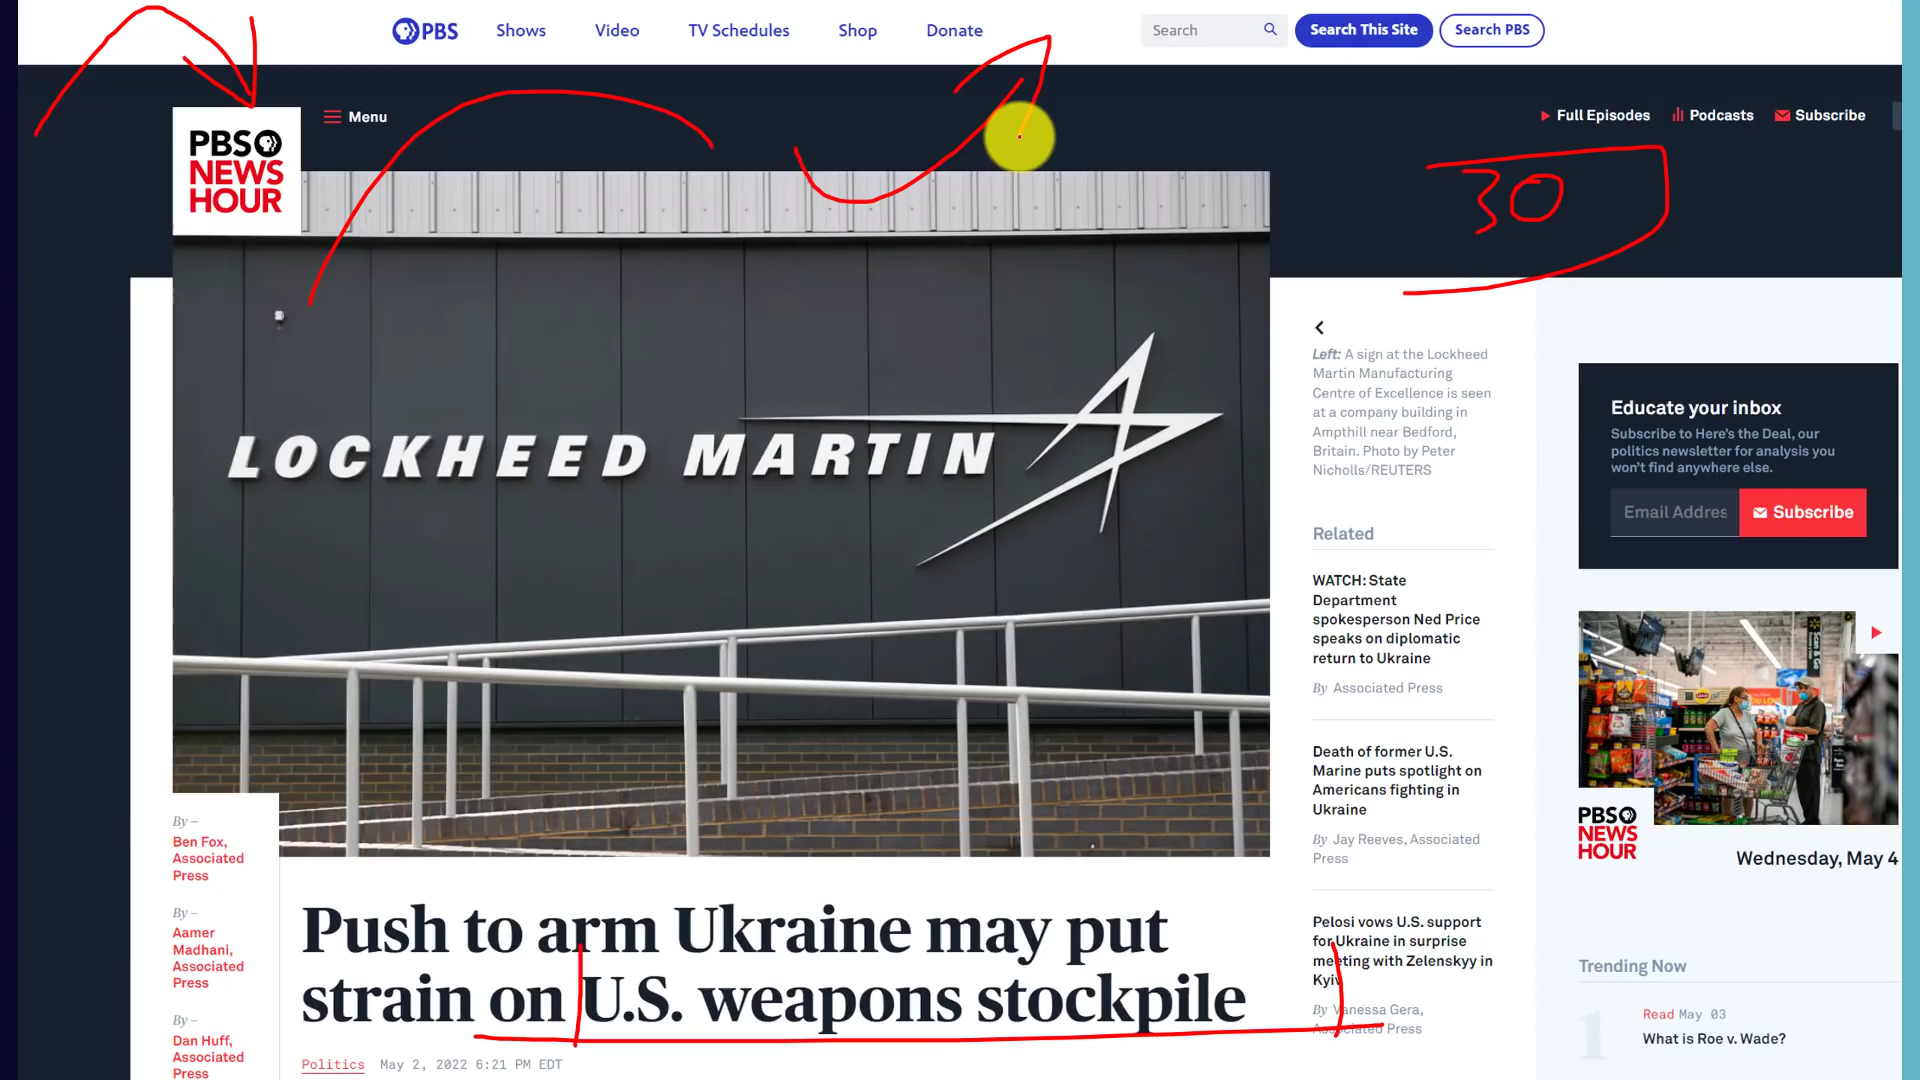 PBS
Shows
Video
TV Schedules
Shop
Donate
Search
Search This Site
Search PBS
PBS
NEWS
HOUR
Menu
Full Episodes
Podcasts
Subscribe
30
LOCKHEED MARTIN
Left: A sign at the Lockheed
Martin Manufacturing
Centre of Excellence is seen
at a company building in
Ampthill near Bedford,
Britain. Photo by Peter
Nicholls/REUTERS
Related
WATCH: State
Department
spokesperson Ned Price
speaks on diplomatic
return to Ukraine
By Associated Press
Death of former U.S.
Marine puts spotlight on
Americans fighting in
Ukraine
By Jay Reeves, Associated
Press
Pelosi vows U.S. support
for Ukraine in surprise
meeting with Zelenskyy in
Kyiv
By Vanessa Gera,
Associated Press
Educate your inbox
Subscribe to Here's the Deal, our
politics newsletter for analysis you
won't find anywhere else.
Email Addres
Subscribe
PBS
NEWS
HOUR
Wednesday, May 4
Trending Now
1
Read May 03
What is Roe v. Wade?
By —
Ben Fox,
Associated
Press
By —
Aamer
Madhani,
Associated
Press
By —
Dan Huff,
Associated
Press
Push to arm Ukraine may put
strain on U.S. weapons stockpile
Politics May 2, 2022 6:21 PM EDT